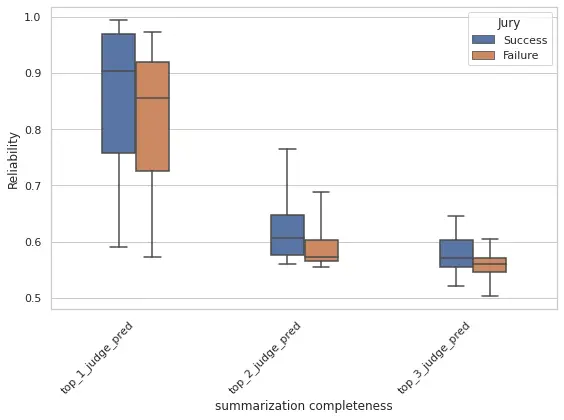 Jury
Success
Failure
1.0
0.9
0.8
0.7
0.6
0.5
Reliability
top_1_judge_pred
top_2_judge_pred
top_3_judge_pred
summarization completeness